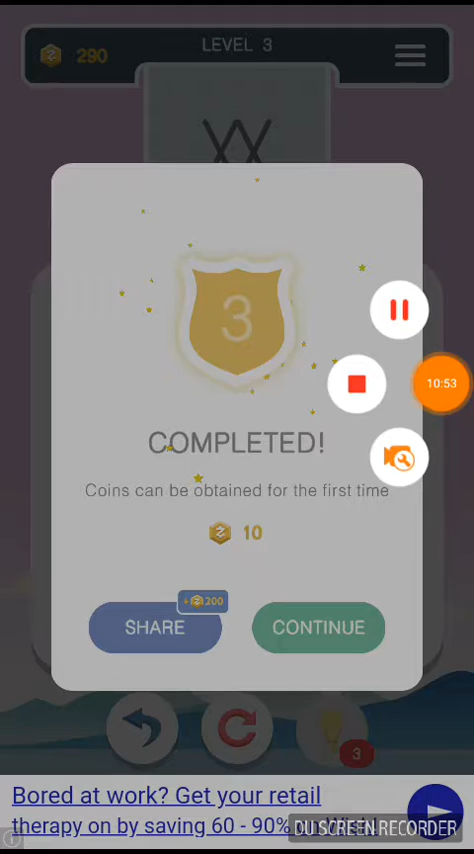 LEVEL 3
290
3
10:53
COMPLETED!
Coins can be obtained for the first time
10
+ 200
SHARE
CONTINUE
3
Bored at work? Get your retail
therapy on by saving 60 - 90% on
DU SCREEN RECORDER